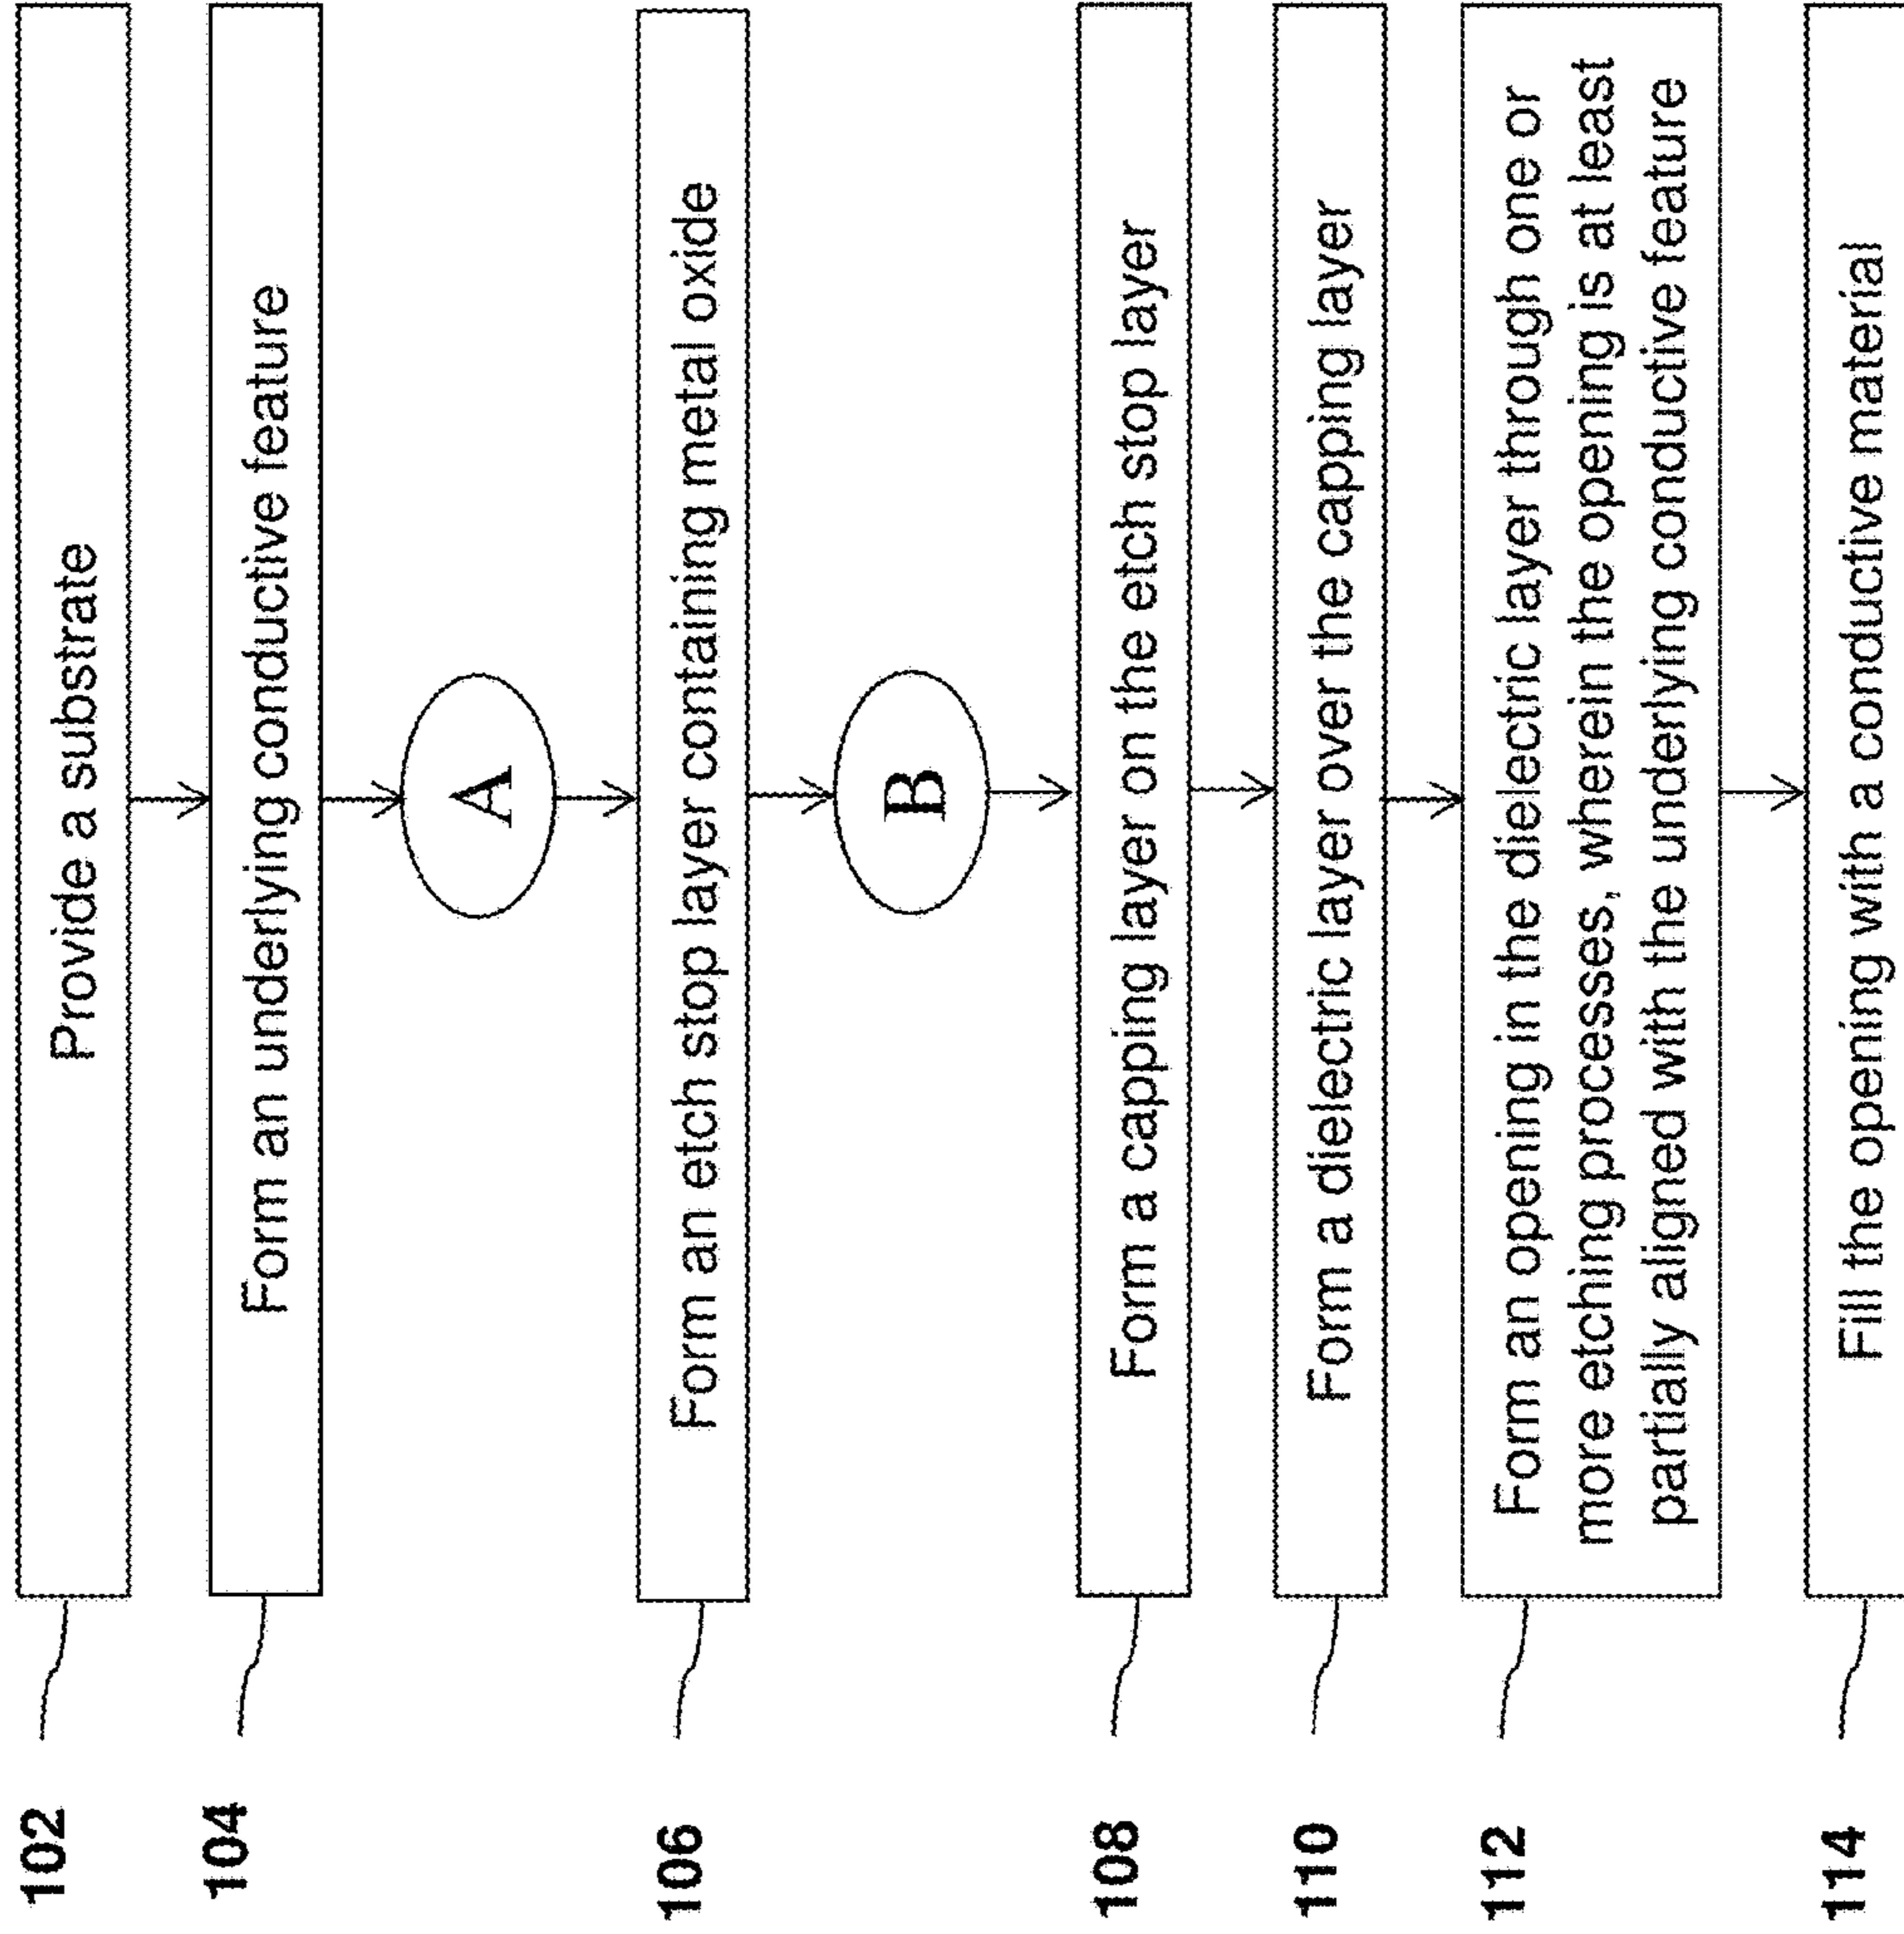 102
Provide a substrate
104
Form an underlying conductive feature
A
106
Form an etch stop layer containing metal oxide
B
108
Form a capping layer on the etch stop layer
110
Form a dielectric layer over the capping layer
112
Form an opening in the dielectric layer through one or
more etching processes, wherein the opening is at least
partially aligned with the underlying conductive feature
114
Fill the opening with a conductive material